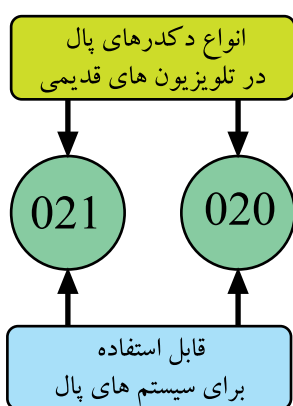 انواع دکدرهای پال
در تلویزیون های قدیمی
021
020
قابل استفاده
برای سیستم های پال